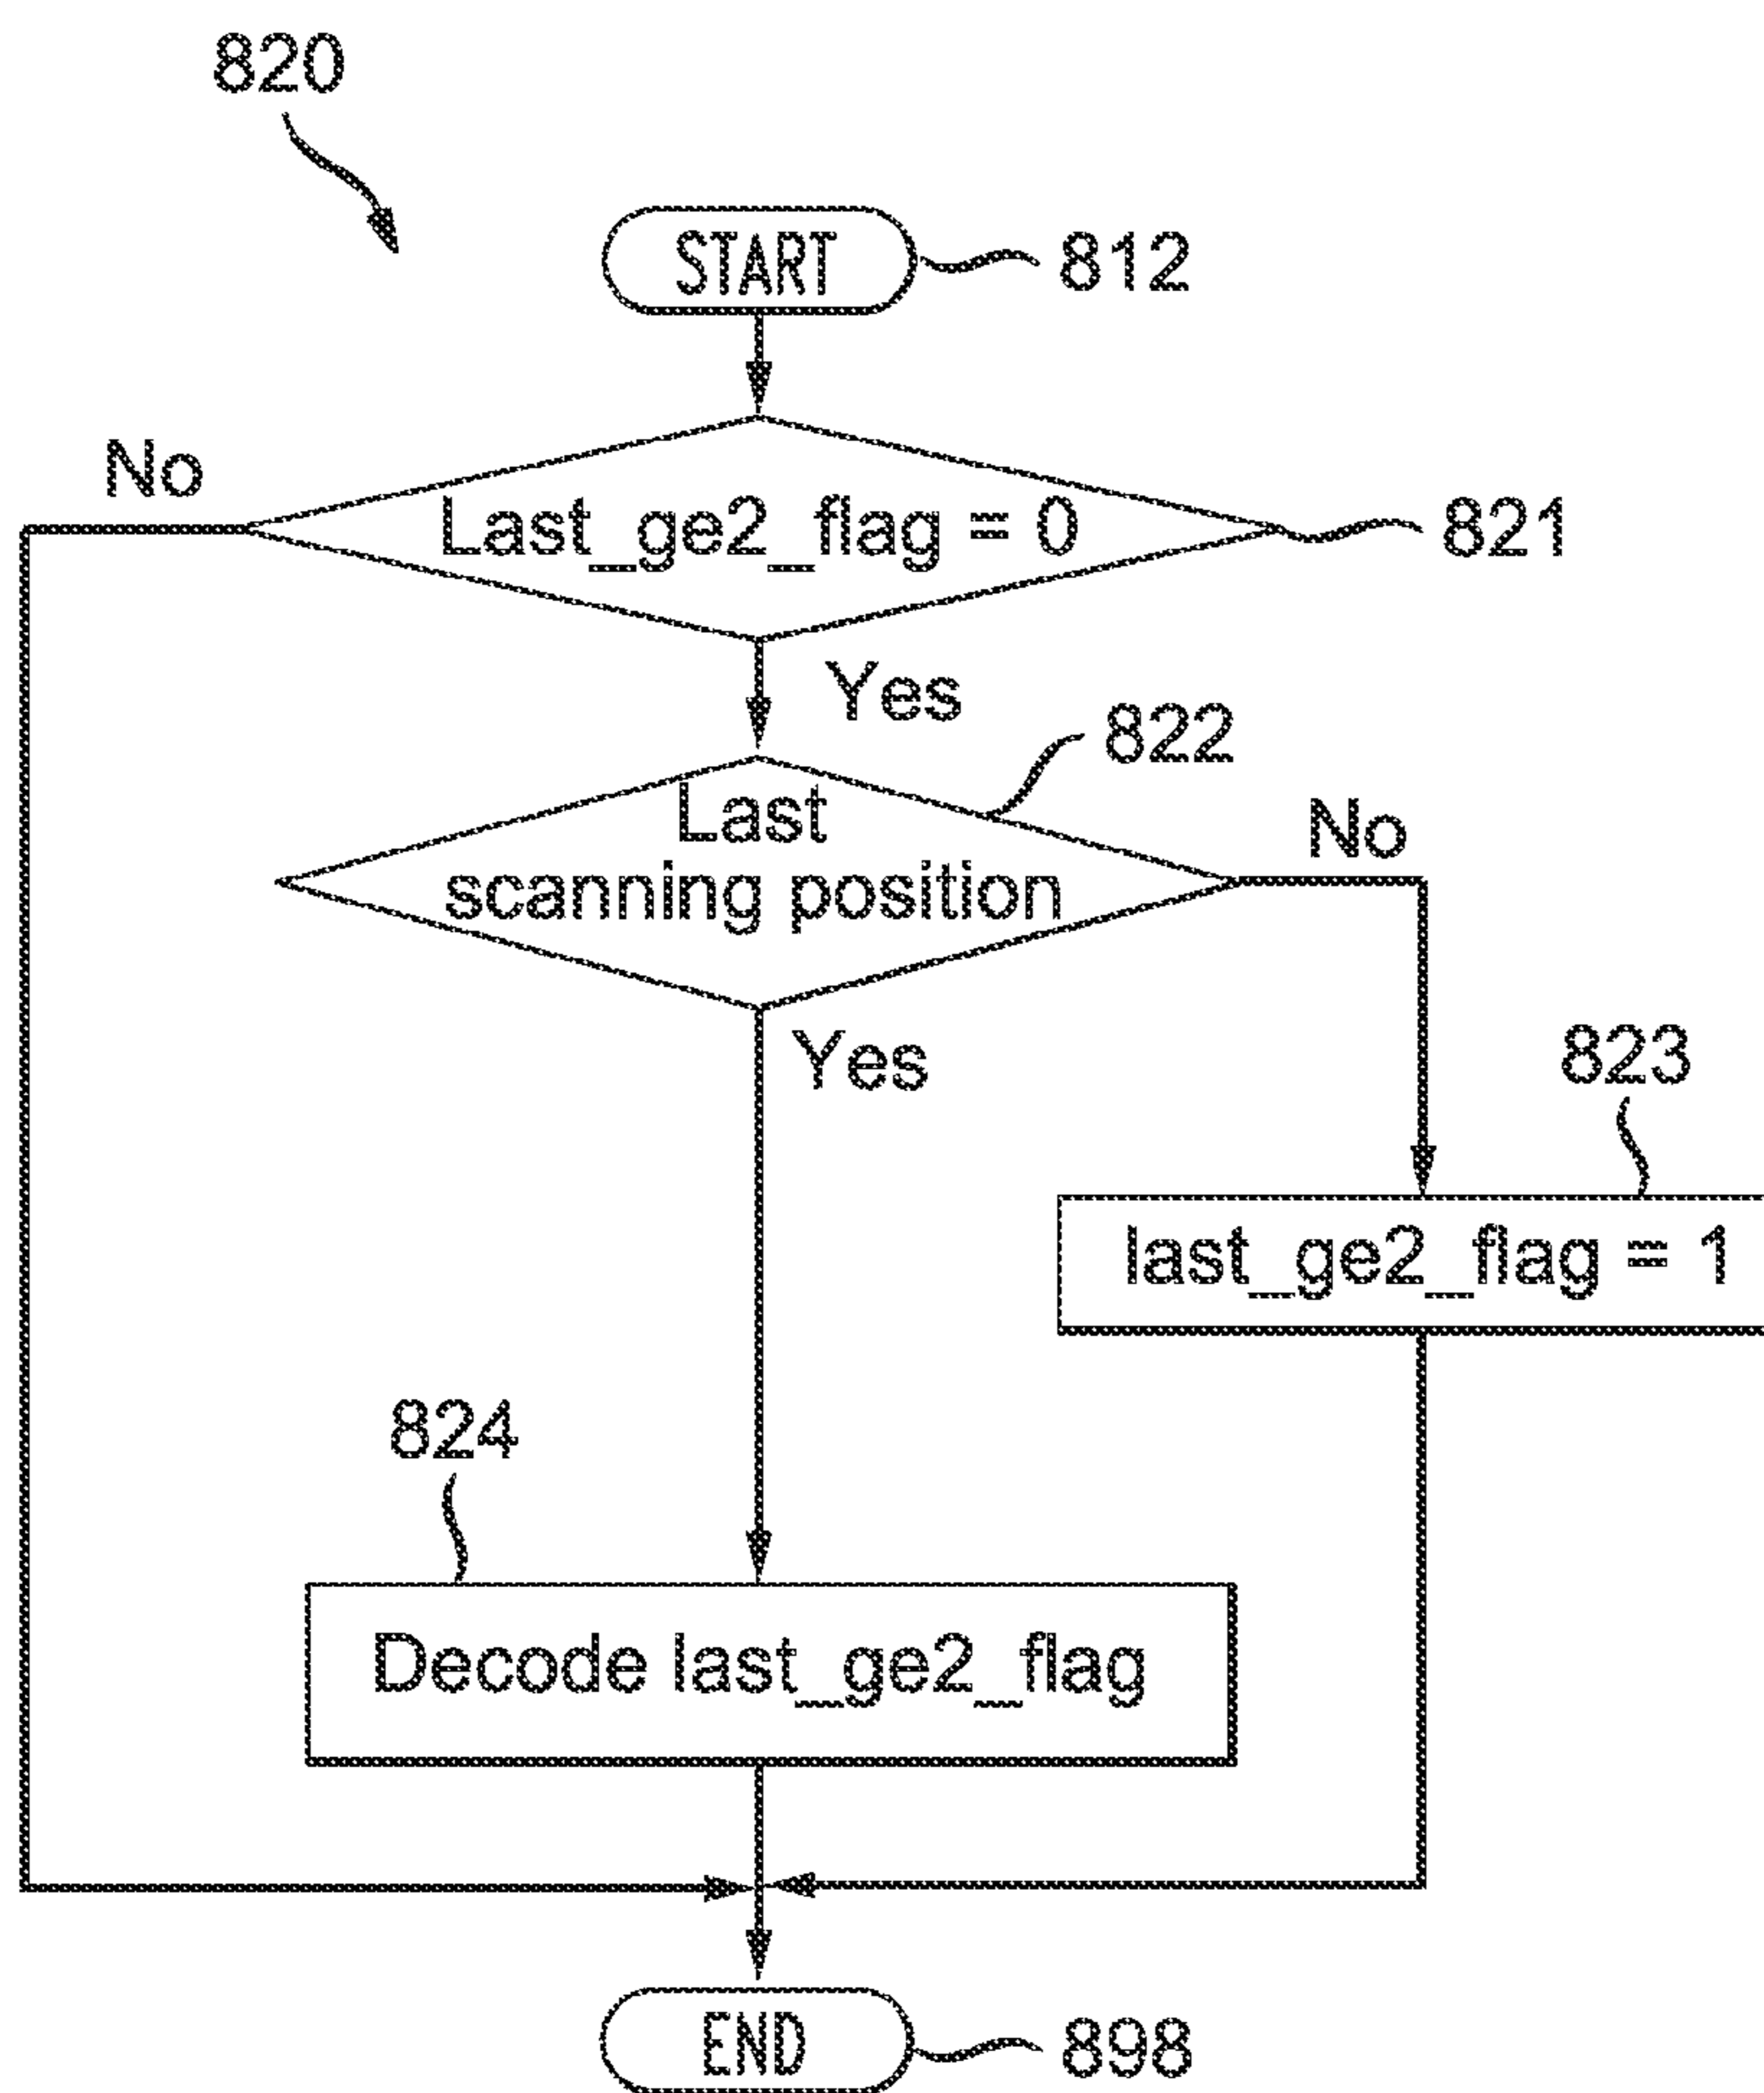 820
START
812
No
Last_ge2_flag = 0
821
Yes
822
Last
scanning position
No
Yes
823
last_ge2_flag = 1
824
Decode last_ge2_flag
END
898